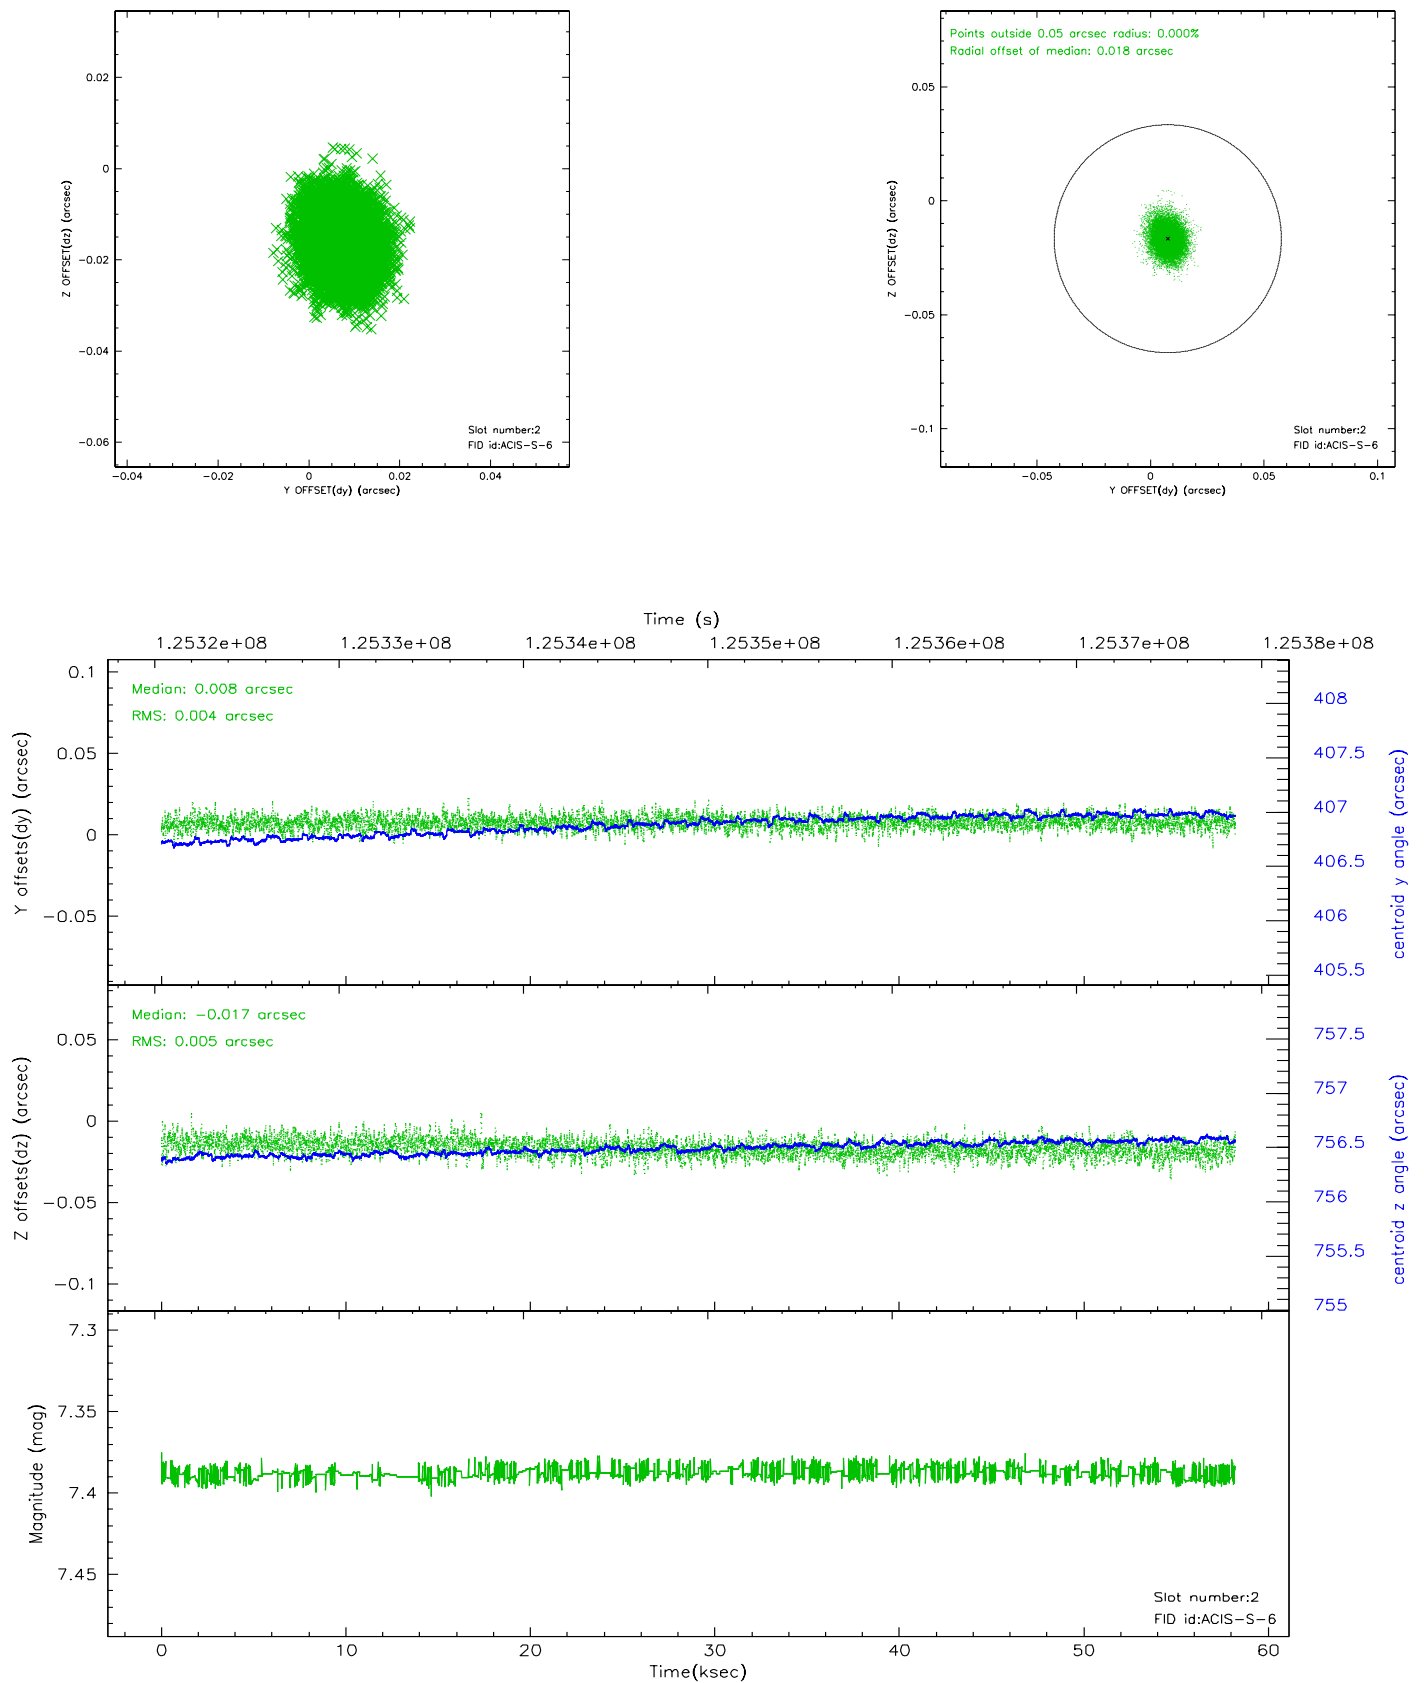 0.02
0
−0.02
−0.04
−0.06
Z OFFSET(dz) (arcsec)
Slot number:2
FID id:ACIS−S−6
−0.04
−0.02
0
0.02
0.04
Y OFFSET(dy) (arcsec)
Points outside 0.05 arcsec radius: 0.000%
Radial offset of median: 0.018 arcsec
0.05
0
−0.05
−0.1
Z OFFSET(dz) (arcsec)
Slot number:2
FID id:ACIS−S−6
−0.05
0
0.05
0.1
Y OFFSET(dy) (arcsec)
Time (s)
1.2532e+08
1.2533e+08
1.2534e+08
1.2535e+08
1.2536e+08
1.2537e+08
1.2538e+08
Median: 0.008 arcsec
RMS: 0.004 arcsec
0.1
0.05
0
−0.05
Y offsets(dy) (arcsec)
408
407.5
407
406.5
406
405.5
centroid y angle (arcsec)
Median: −0.017 arcsec
RMS: 0.005 arcsec
0.05
0
−0.05
−0.1
Z offsets(dz) (arcsec)
757.5
757
756.5
756
755.5
755
centroid z angle (arcsec)
7.3
7.35
7.4
7.45
Magnitude (mag)
Slot number:2
FID id:ACIS−S−6
0
10
20
30
40
50
60
Time(ksec)